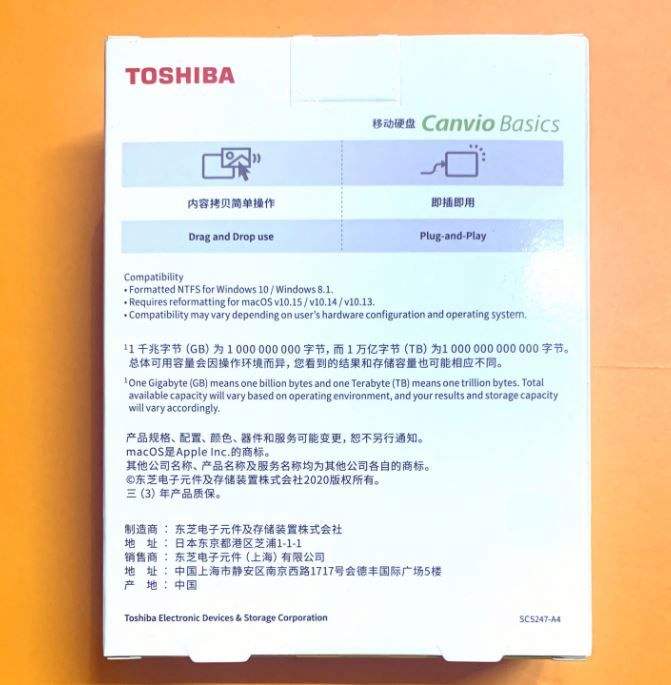 TOSHIBA
移动硬盘 Canvio Basics
内容拷贝简单操作
即插即用
Drag and Drop use
Plug-and-Play
Compatibility
• Formatted NTFS for Windows 10 / Windows 8.1.
• Requires reformatting for macOS v10.15 / v10.14 / v10.13.
• Compatibility may vary depending on user's hardware configuration and operating system.
¹1 千兆字节 (GB) 为 1 000 000 000 字节，而 1 万亿字节 (TB) 为1 000 000 000 000 字节。
总体可用容量会因操作环境而异，您看到的结果和存储容量也可能相应不同。
¹One Gigabyte (GB) means one billion bytes and one Terabyte (TB) means one trillion bytes. Total
available capacity will vary based on operating environment, and your results and storage capacity
will vary accordingly.
产品规格、配置、颜色、器件和服务可能变更，恕不另行通知。
macOS是Apple Inc.的商标。
其他公司名称、产品名称及服务名称均为其他公司各自的商标。
©东芝电子元件及存储装置株式会社2020版权所有。
三 (3) 年产品质保。
制造商 ： 东芝电子元件及存储装置株式会社
地 址 ： 日本东京都港区芝浦1-1-1
销售商 ： 东芝电子元件 (上海) 有限公司
地 址 ： 中国上海市静安区南京西路1717号会德丰国际广场5楼
产 地 ： 中国
Toshiba Electronic Devices & Storage Corporation
SC5247-A4